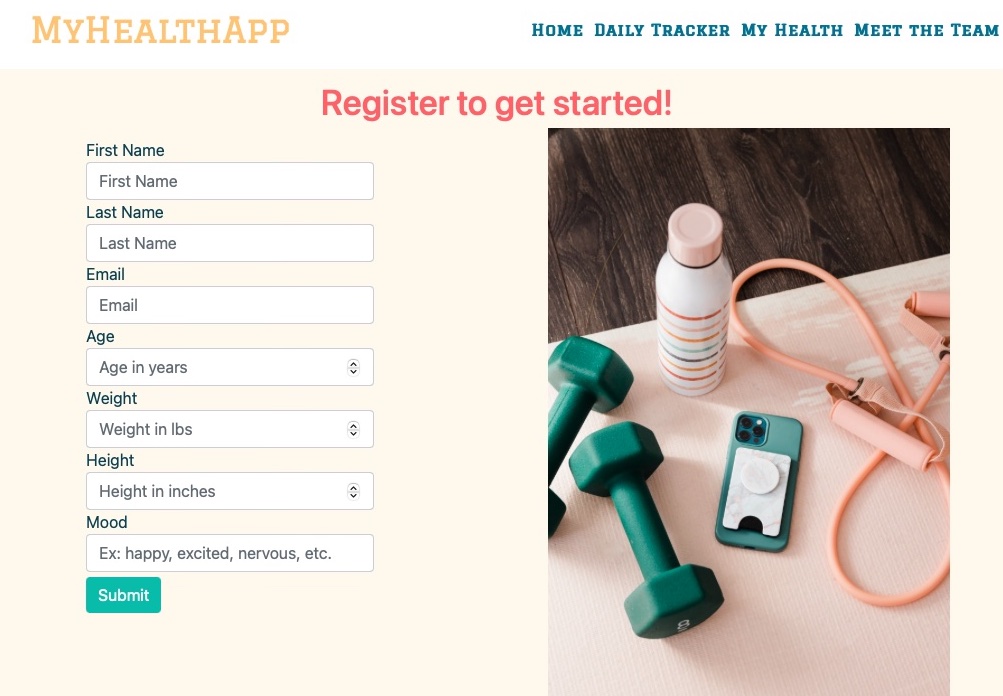 MyHealthApp
Home Daily Tracker My Health Meet the Team
Register to get started!
First Name
First Name
Last Name
Last Name
Email
Email
Age
Age in years
Weight
Weight in lbs
Height
Height in inches
Mood
Ex: happy, excited, nervous, etc.
Submit
8